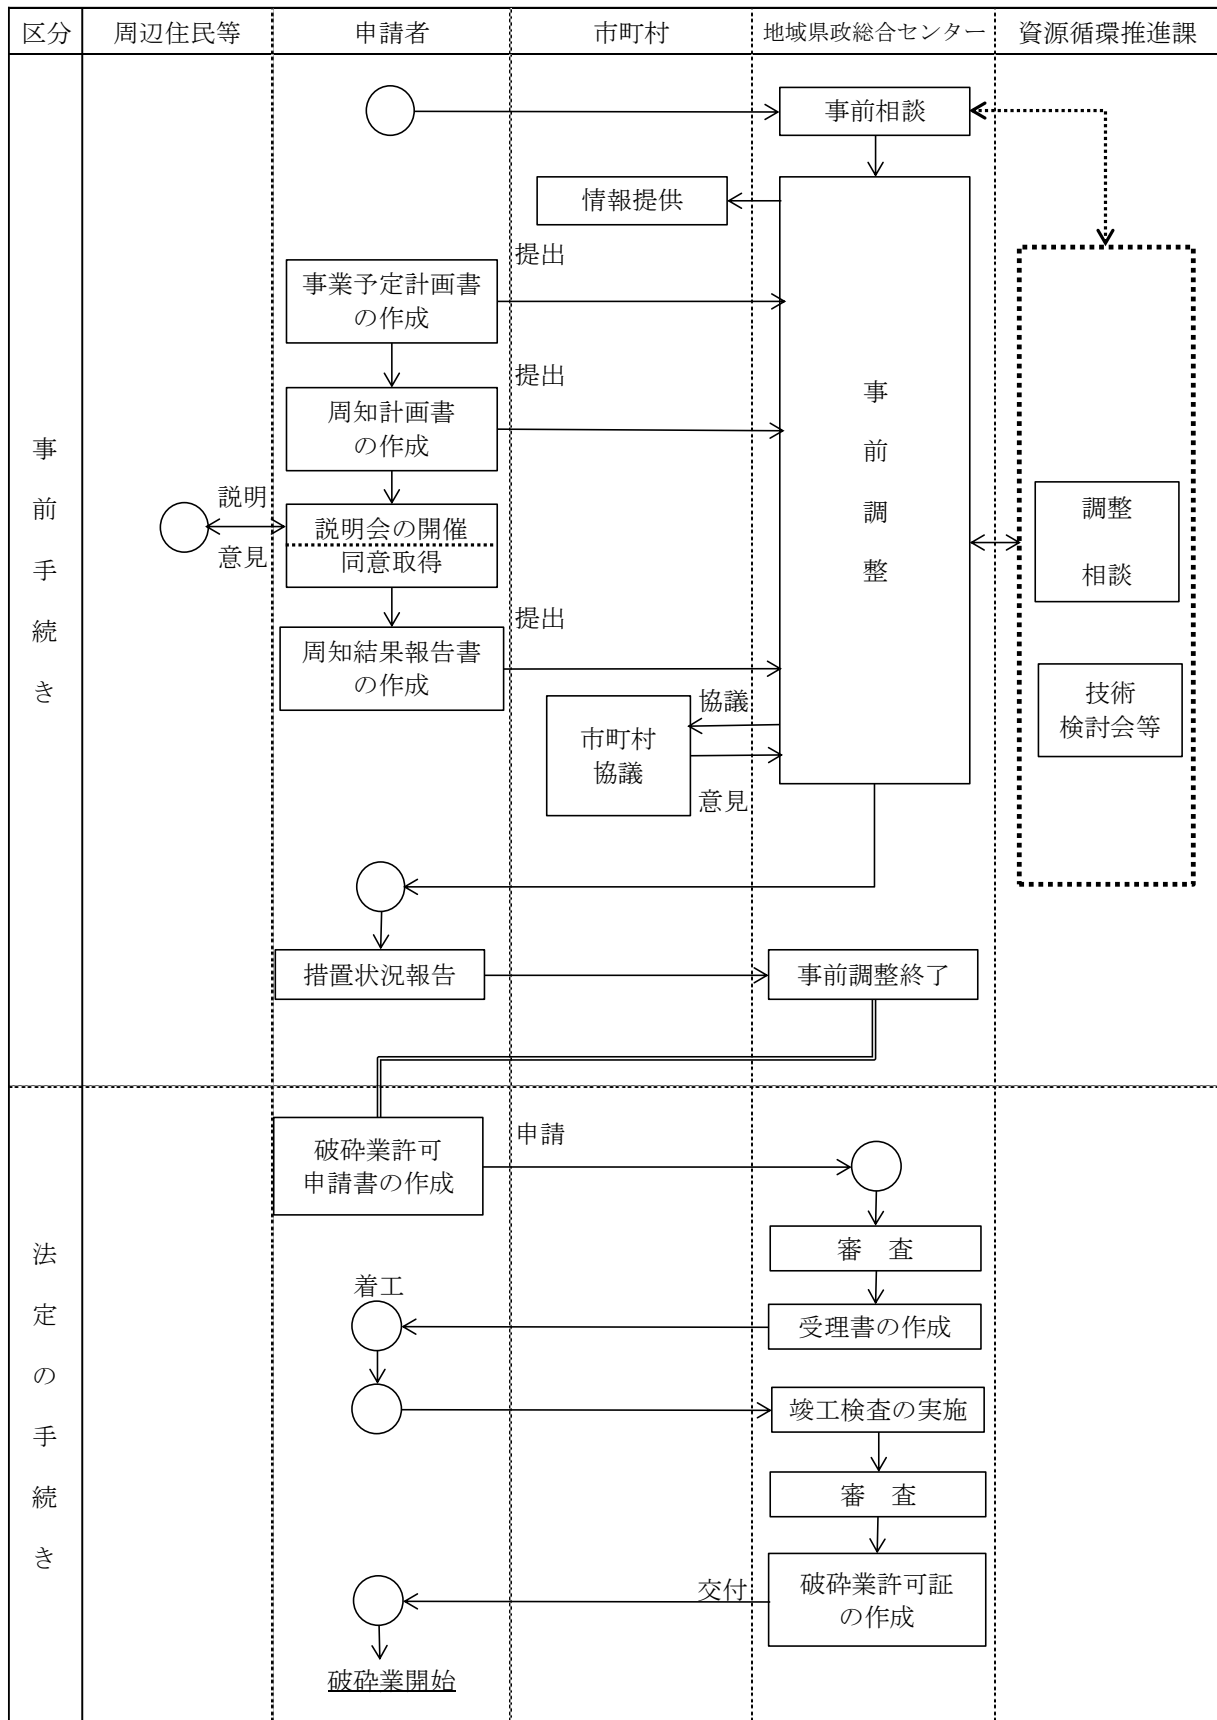 区分
周辺住民等
申請者
市町村
地域県政総合センター
資源循環推進課
事前手続き
事前相談
情報提供
提出
事業予定計画書
の作成
提出
周知計画書
の作成
事前調整
説明
意見
説明会の開催
同意取得
調整
相談
提出
周知結果報告書
の作成
技術
検討会等
協議
市町村
協議
意見
措置状況報告
事前調整終了
法定の手続き
破砕業許可
申請書の作成
申請
審　査
着工
受理書の作成
竣工検査の実施
審　査
交付
破砕業許可証
の作成
破砕業開始